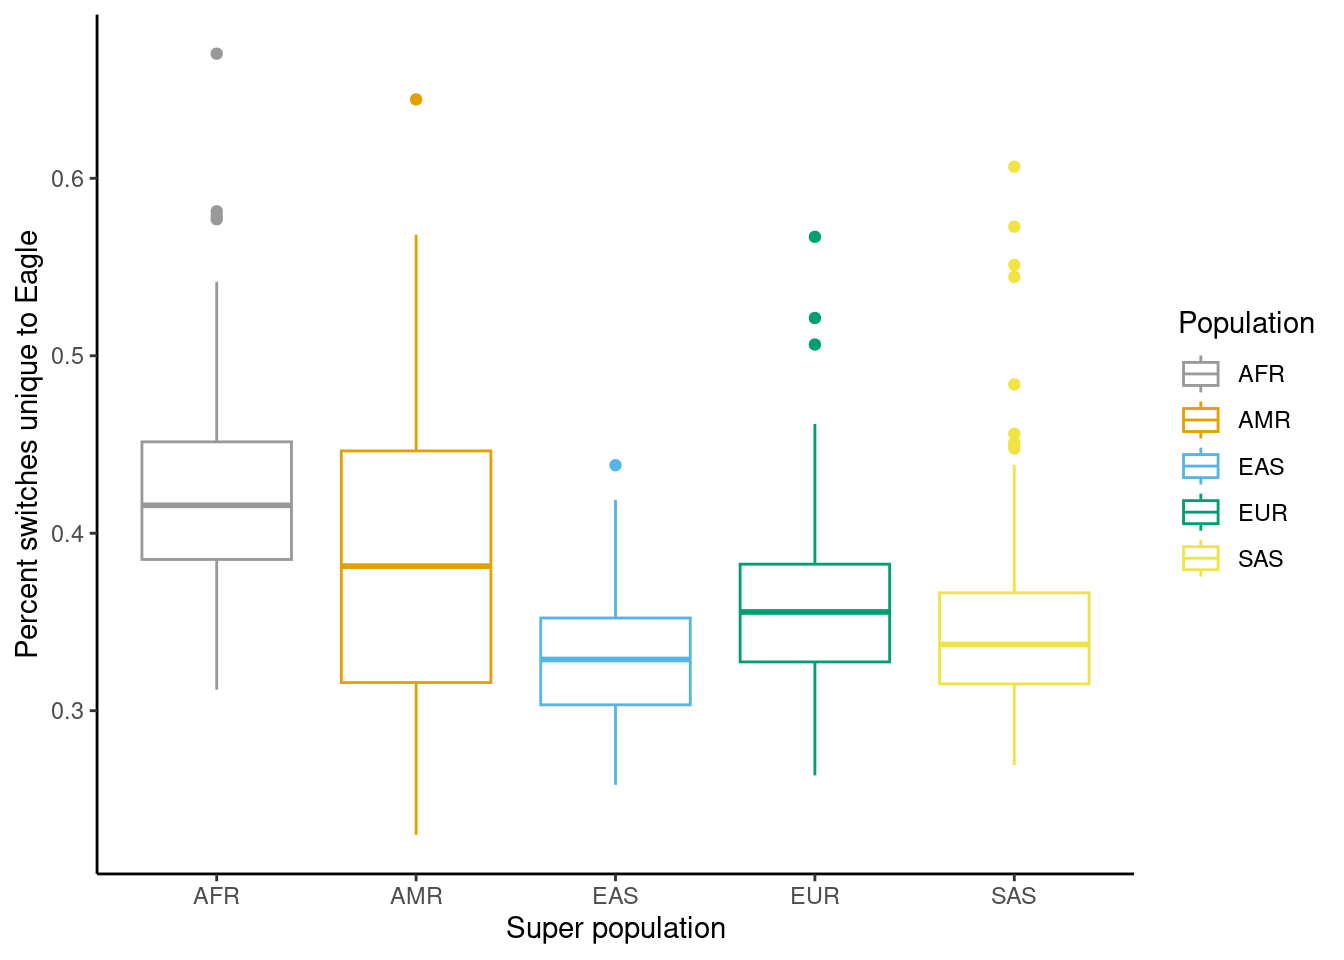 Percent switches unique to Eagle
0.6
0.5
0.4
0.3
AFR
AMR
EAS
EUR
SAS
Super population
Population
AFR
AMR
EAS
EUR
SAS